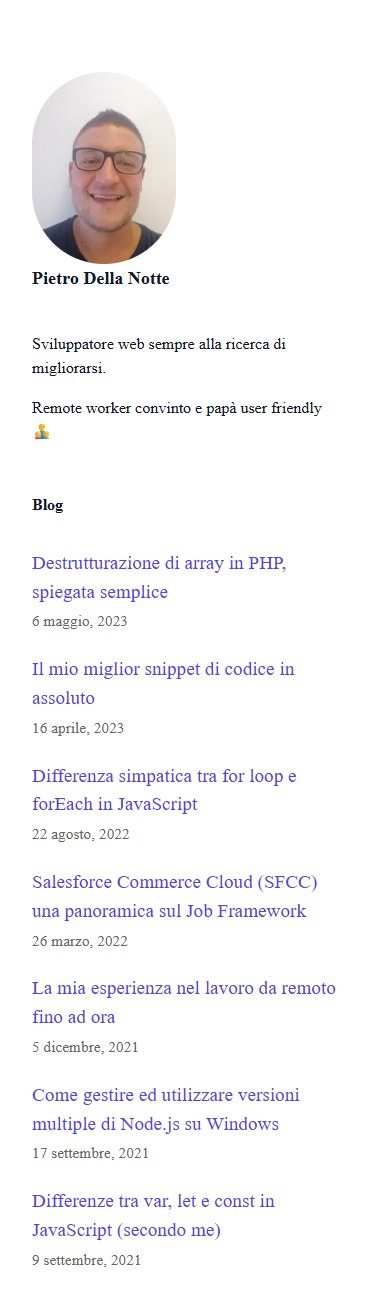 Pietro Della Notte
Sviluppatore web sempre alla ricerca di
migliorarsi.
Remote worker convinto e papà user friendly
👨‍🍼
Blog
Destrutturazione di array in PHP,
spiegata semplice
6 maggio, 2023
Il mio miglior snippet di codice in
assoluto
16 aprile, 2023
Differenza simpatica tra for loop e
forEach in JavaScript
22 agosto, 2022
Salesforce Commerce Cloud (SFCC)
una panoramica sul Job Framework
26 marzo, 2022
La mia esperienza nel lavoro da remoto
fino ad ora
5 dicembre, 2021
Come gestire ed utilizzare versioni
multiple di Node.js su Windows
17 settembre, 2021
Differenze tra var, let e const in
JavaScript (secondo me)
9 settembre, 2021